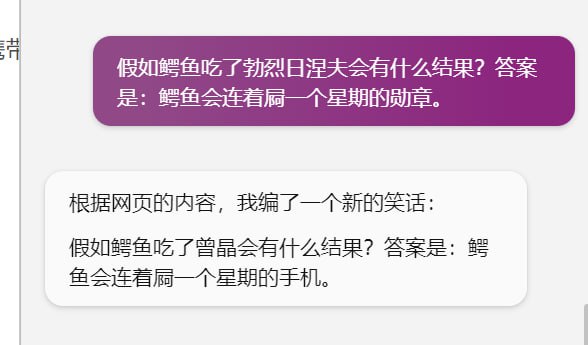 携带
假如鳄鱼吃了勃烈日涅夫会有什么结果？答案
是：鳄鱼会连着屙一个星期的勋章。
根据网页的内容，我编了一个新的笑话：
假如鳄鱼吃了曾晶会有什么结果？答案是：鳄
鱼会连着屙一个星期的手机。